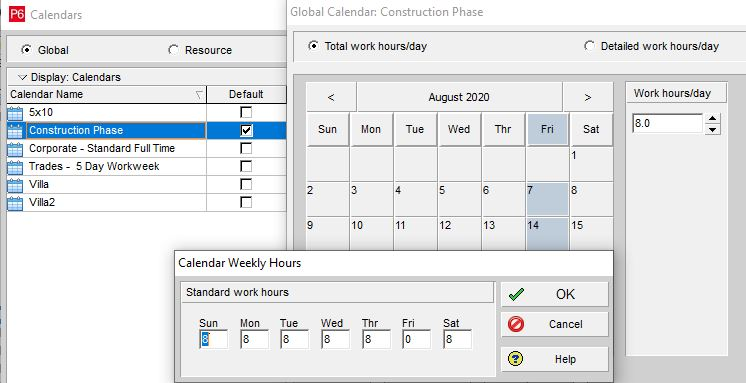 P6 Calendars
Global Resource
Display: Calendars
Calendar Name Default
5x10
Construction Phase
Corporate - Standard Full Time
Trades - 5 Day Workweek
Villa
Villa2
Global Calendar: Construction Phase
Total work hours/day Detailed work hours/day
< August 2020 >
Sun Mon Tue Wed Thr Fri Sat
1
2 3 4 5 6 7 8
9 10 11 12 13 14 15
Work hours/day
8.0
Calendar Weekly Hours
Standard work hours
Sun Mon Tue Wed Thr Fri Sat
8 8 8 8 8 0 8
OK
Cancel
Help